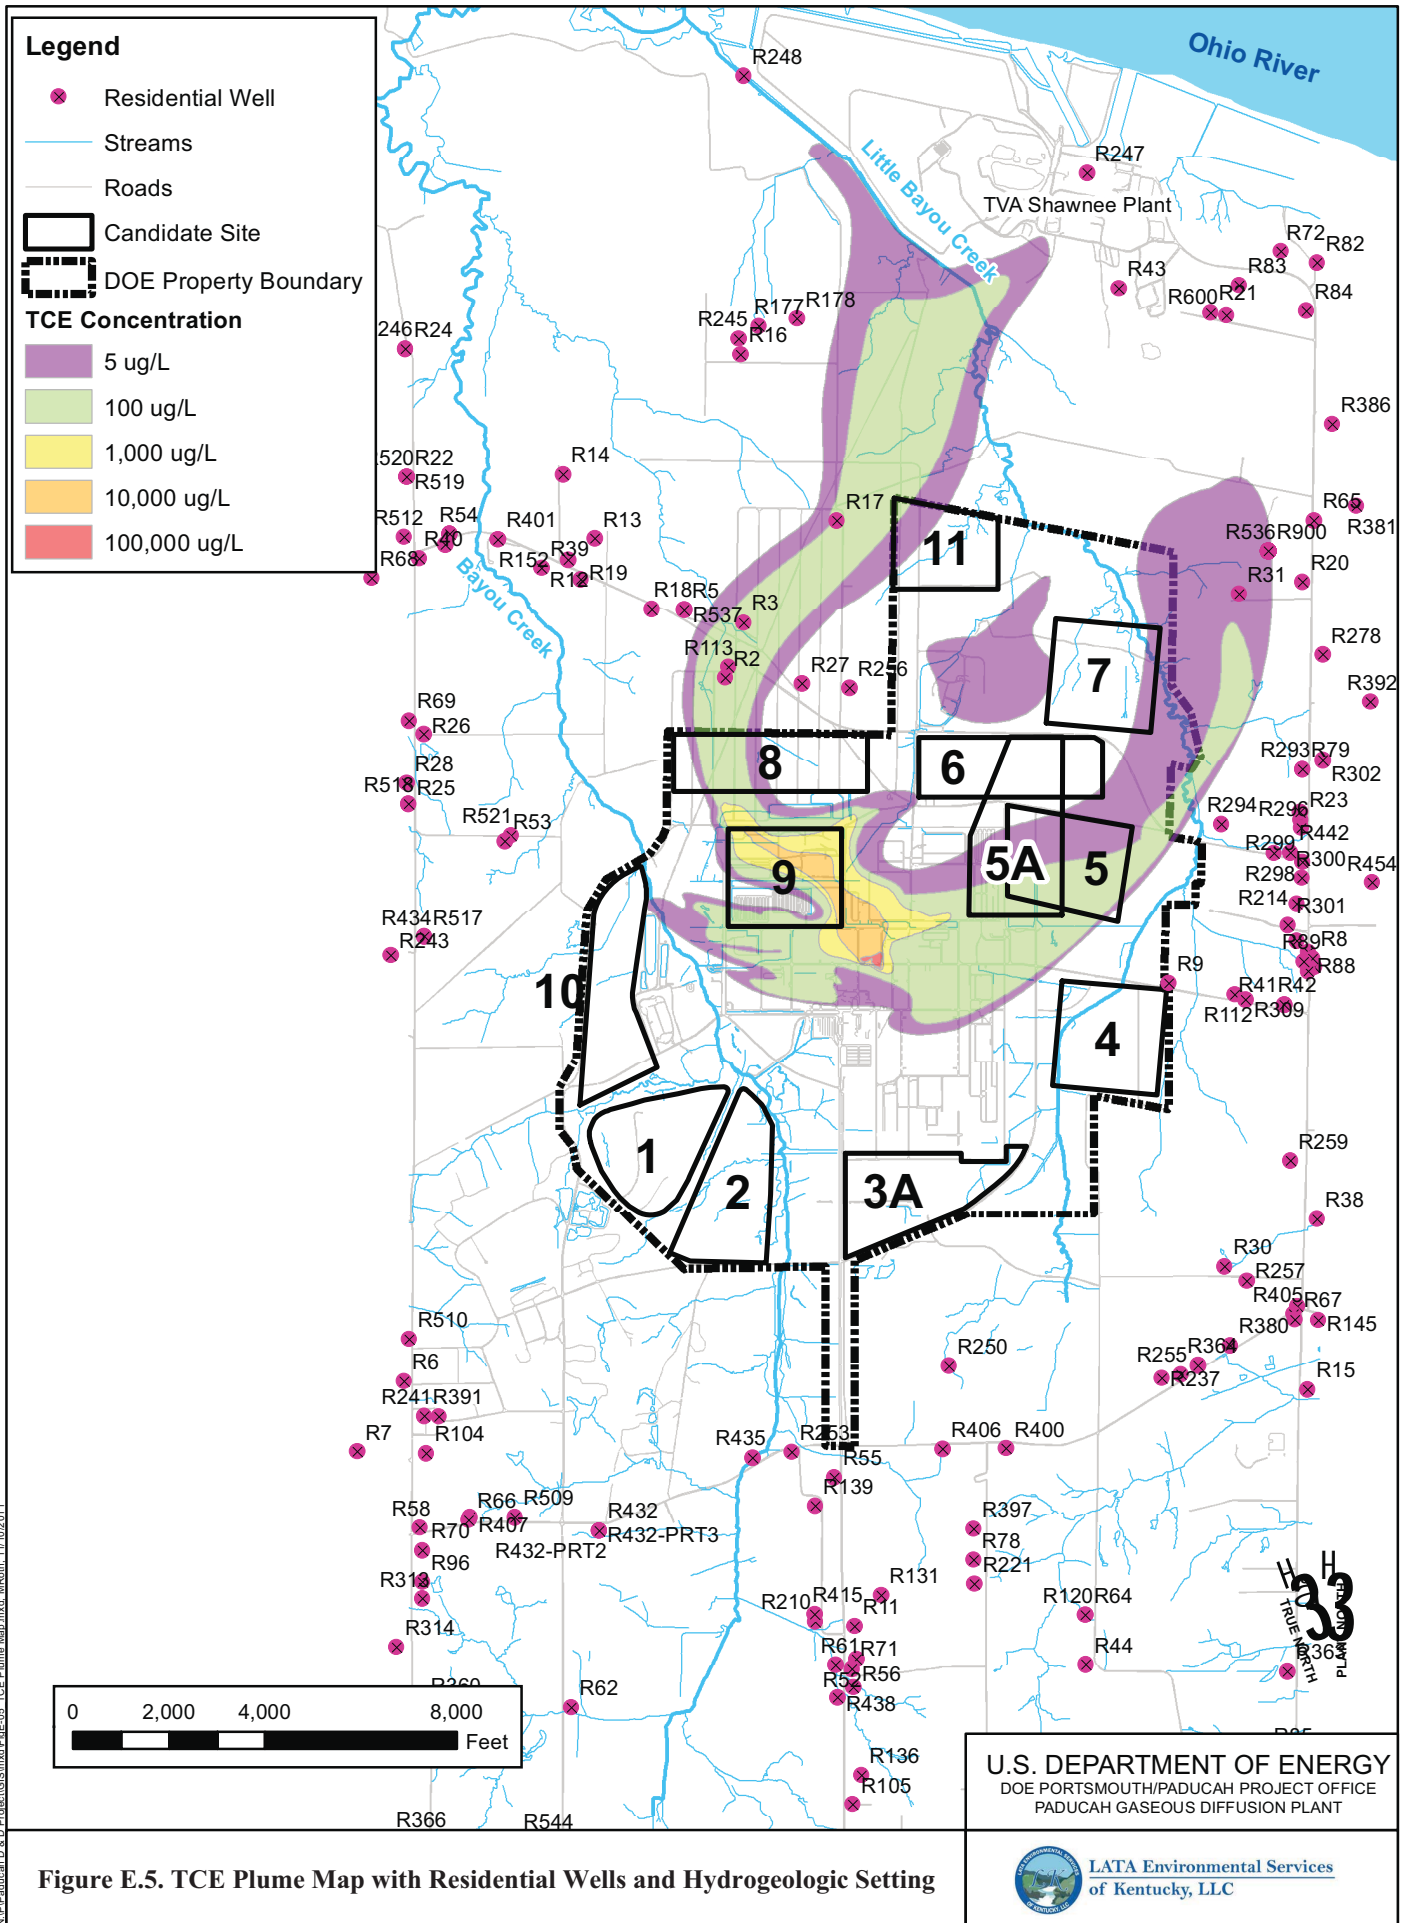 Legend
Residential Well
Streams
Roads
Candidate Site
DOE Property Boundary
TCE Concentration
5 ug/L
100 ug/L
1,000 ug/L
10,000 ug/L
100,000 ug/L
Ohio River
R248
Little Bayou Creek
R247
TVA Shawnee Plant
R72
R82
R43
R83
R600
R21
R84
R177
R178
R245
R16
246
R24
R386
R22
R519
R14
R17
R65
R381
R512
R54
R401
R13
R536
R900
R40
R68
R152
R39
R12
R19
R20
R31
11
Bayou Creek
R18
R5
R537
R3
R278
R113
R2
R27
7
R392
R69
R26
8
6
R293
R79
R302
R28
R518
R25
R294
R296
R23
R521
R53
R442
R299
R300
R298
R454
9
5A
5
R214
R301
R434
R517
R243
R8
R88
R9
R41
R42
R112
R309
10
4
1
2
3A
R259
R38
R30
R257
R405
R67
R380
R145
R510
R6
R250
R364
R255
R237
R15
R241
R391
R7
R104
R435
R253
R406
R400
R55
R139
R58
R66
R509
R432
R70
R407
R432-PRT3
R432-PRT2
R397
R78
R96
R313
R221
R131
R210
R415
R11
R120
R64
R314
R61
R71
R44
R56
R52
R438
R62
33
TRUE NORTH
R136
R105
R366
R544
0
2,000
4,000
8,000
Feet
U.S. DEPARTMENT OF ENERGY
DOE PORTSMOUTH/PADUCAH PROJECT OFFICE
PADUCAH GASEOUS DIFFUSION PLANT
Figure E.5. TCE Plume Map with Residential Wells and Hydrogeologic Setting
LATA Environmental Services
of Kentucky, LLC